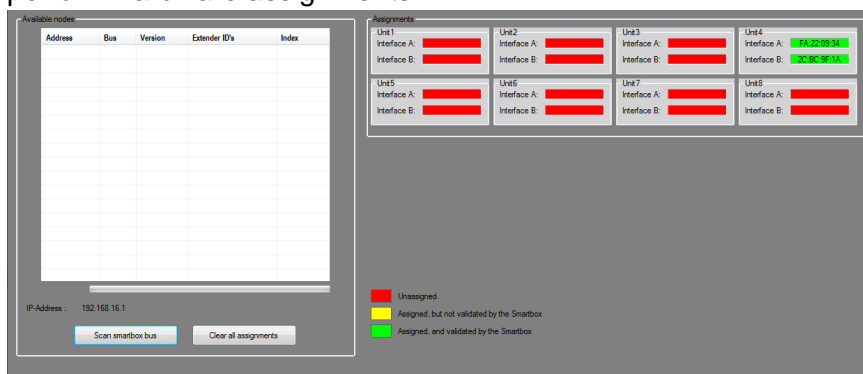 Available nodes
Address Bus Version Extender ID's Index
IP-Address : 192.168.16.1
Scan smartbox bus Clear all assignments
Assignments
Unit1 Unit2 Unit3 Unit4
Interface A: Interface A: Interface A: Interface A: FA:22:09:34
Interface B: Interface B: Interface B: Interface B: 2C:BC:9F:1A
Unit5 Unit6 Unit7 Unit8
Interface A: Interface A: Interface A: Interface A:
Interface B: Interface B: Interface B: Interface B:
Unassigned.
Assigned, but not validated by the Smartbox
Assigned, and validated by the Smartbox